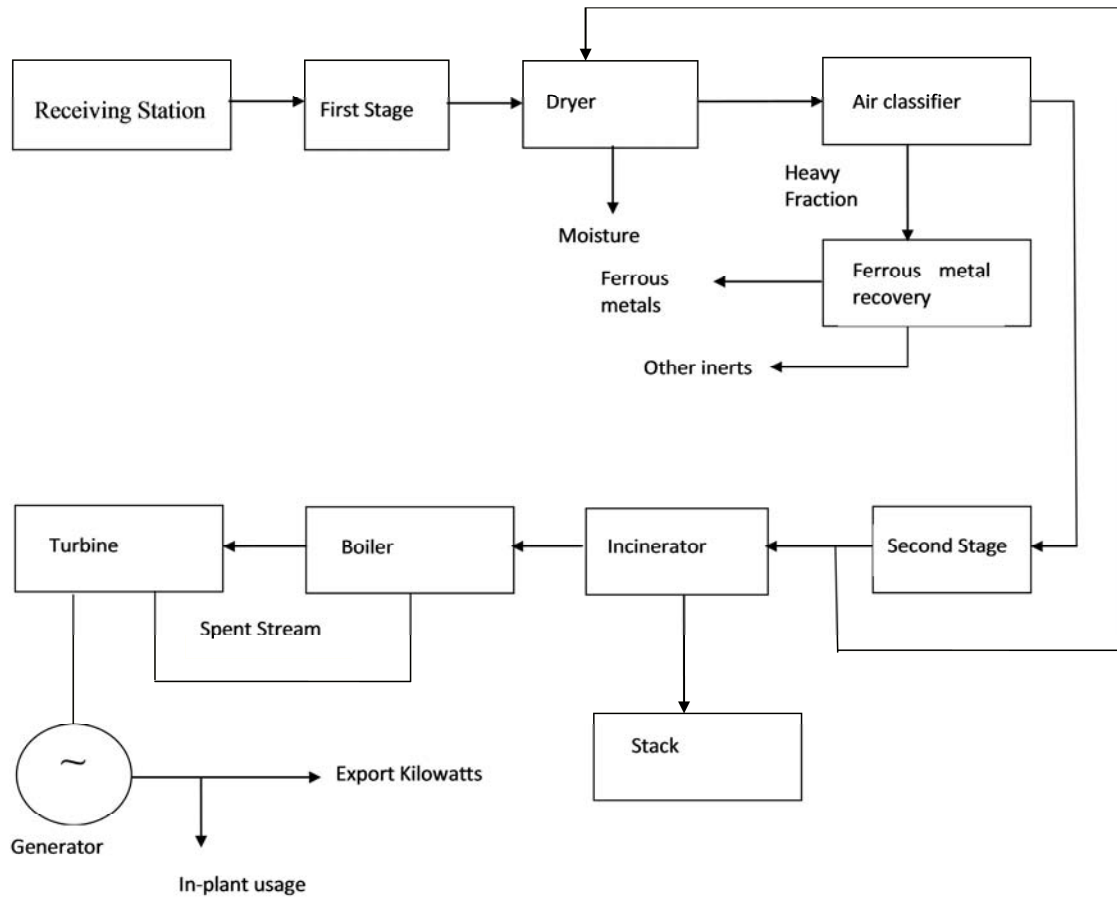 Receiving Station
First Stage
Dryer
Air classifier
Heavy
Fraction
Moisture
Ferrous
metals
Ferrous metal
recovery
Other inerts
Turbine
Boiler
Incinerator
Second Stage
Spent Stream
Stack
~
Export Kilowatts
Generator
In-plant usage